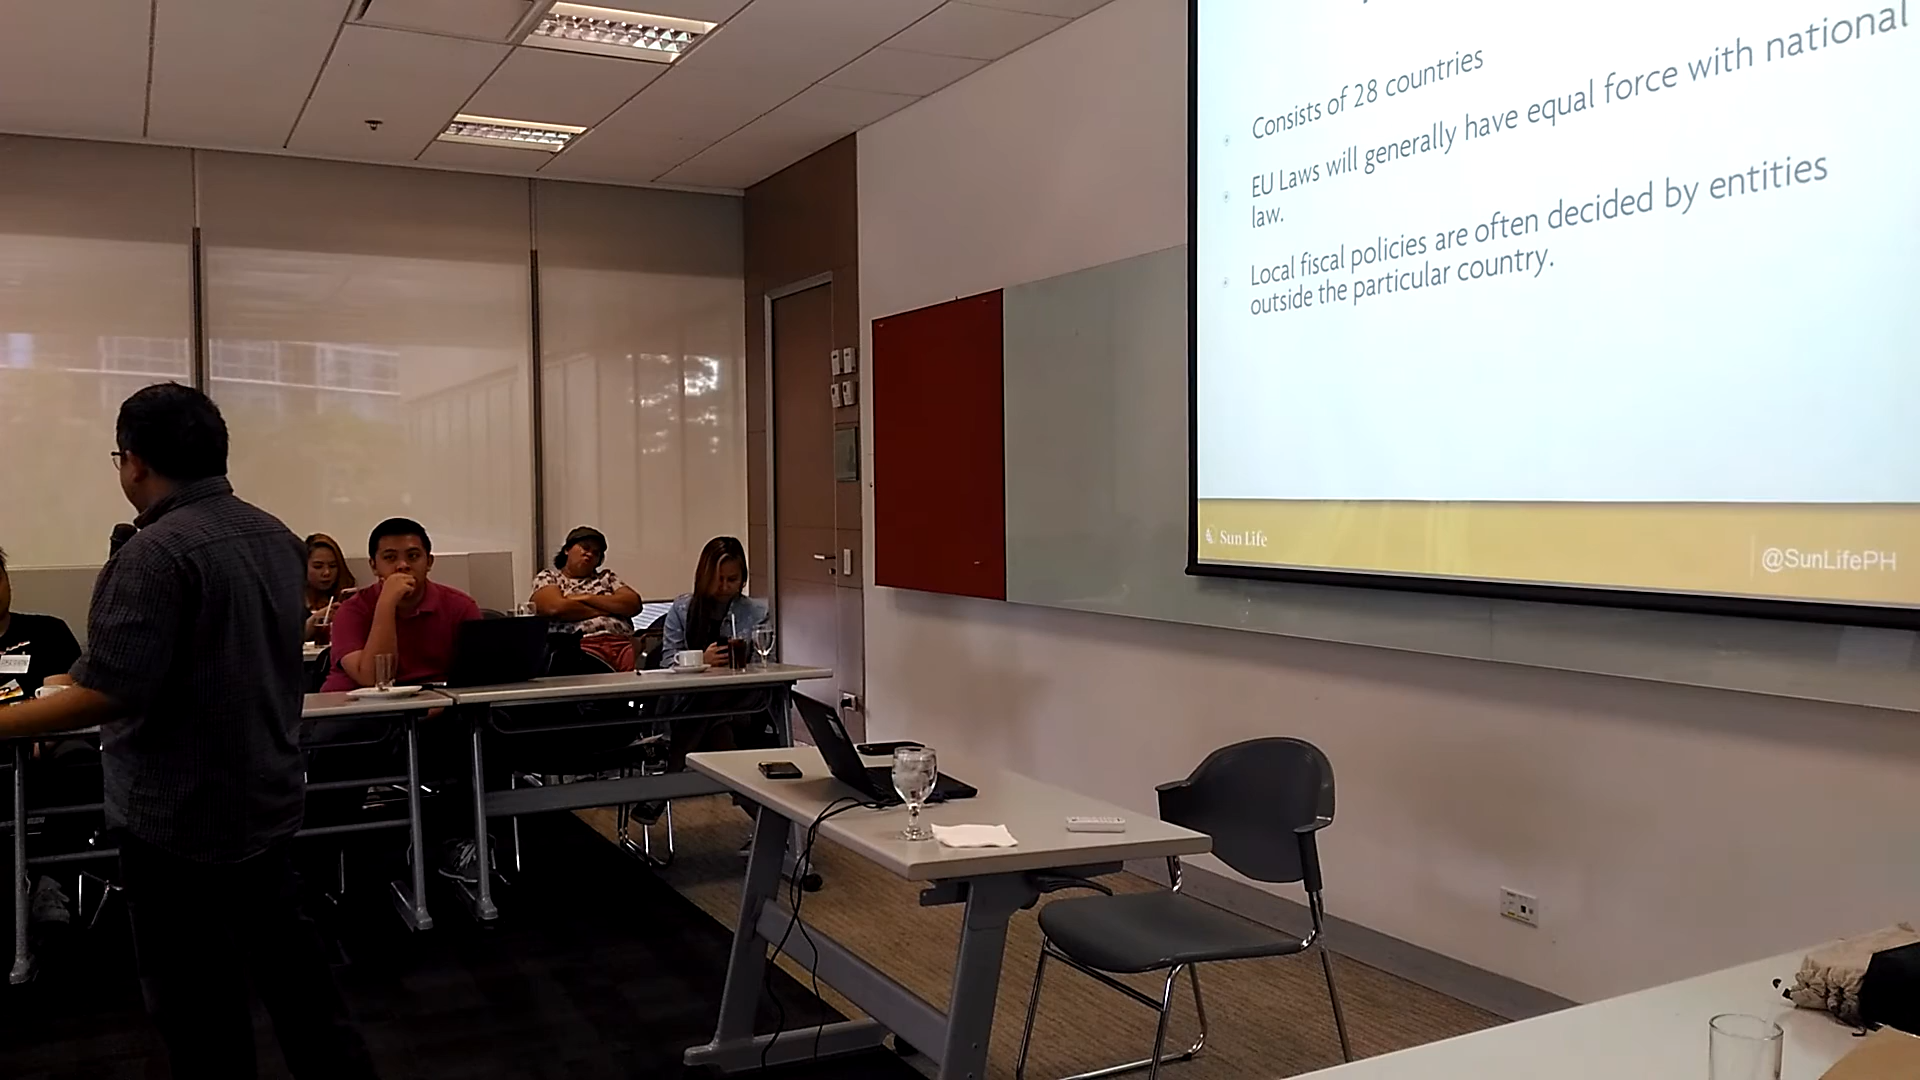 Consists of 28 countries
EU Laws will generally have equal force with national
law.
Local fiscal policies are often decided by entities
outside the particular country.
Sun Life
@SunLifePH